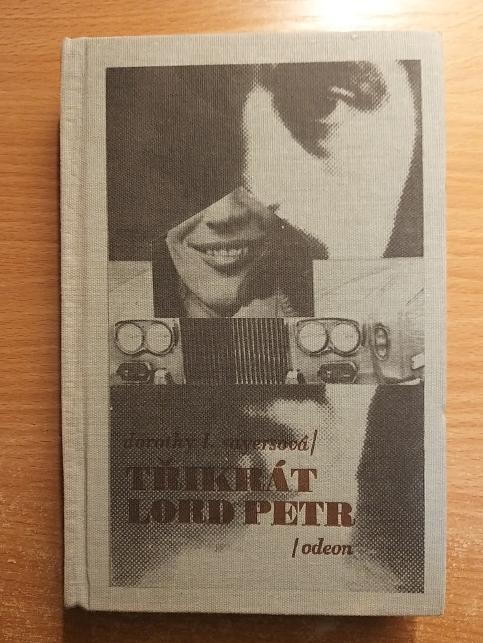 dorothy l. sayersová/
TŘIKRÁT
LORD PETR
/odeon